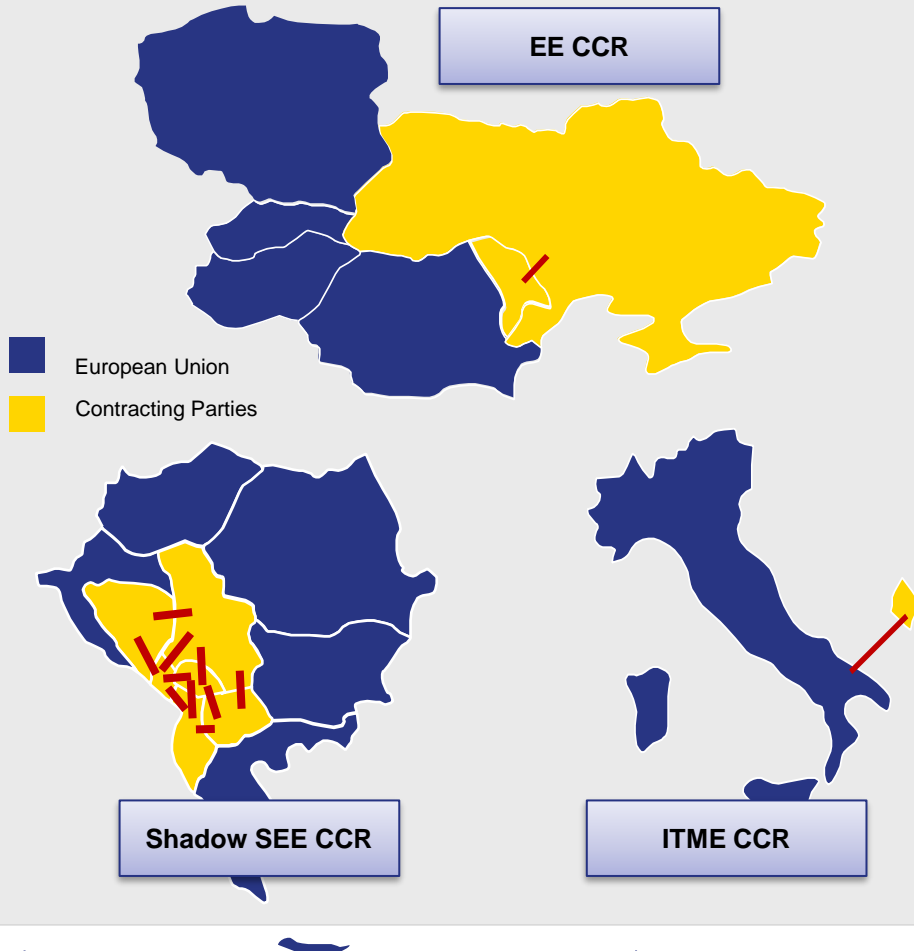 EE CCR
European Union
Contracting Parties
Shadow SEE CCR
ITME CCR